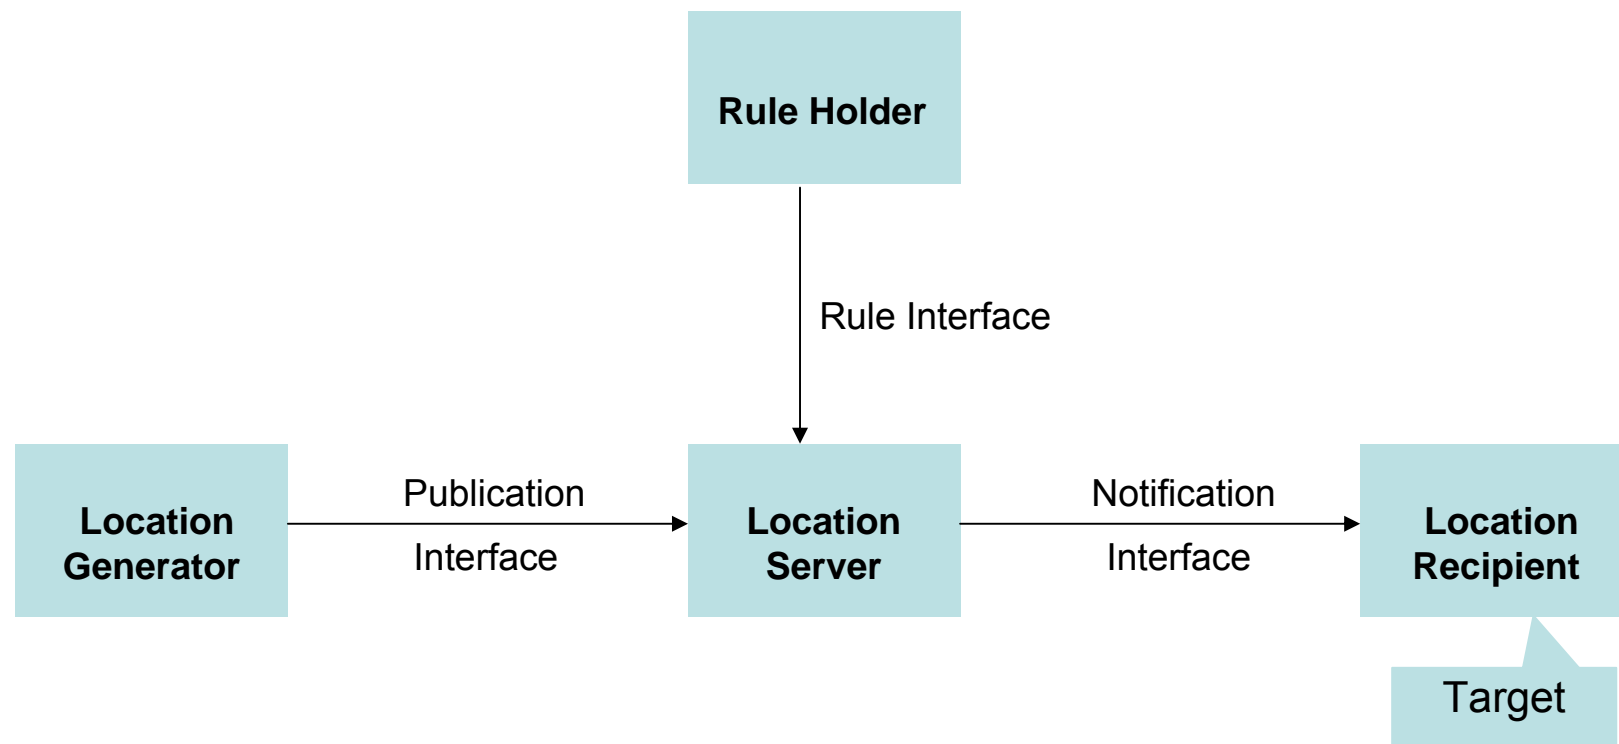 Rule Holder
Rule Interface
Location
Generator
Publication
Interface
Location
Server
Notification
Interface
Location
Recipient
Target